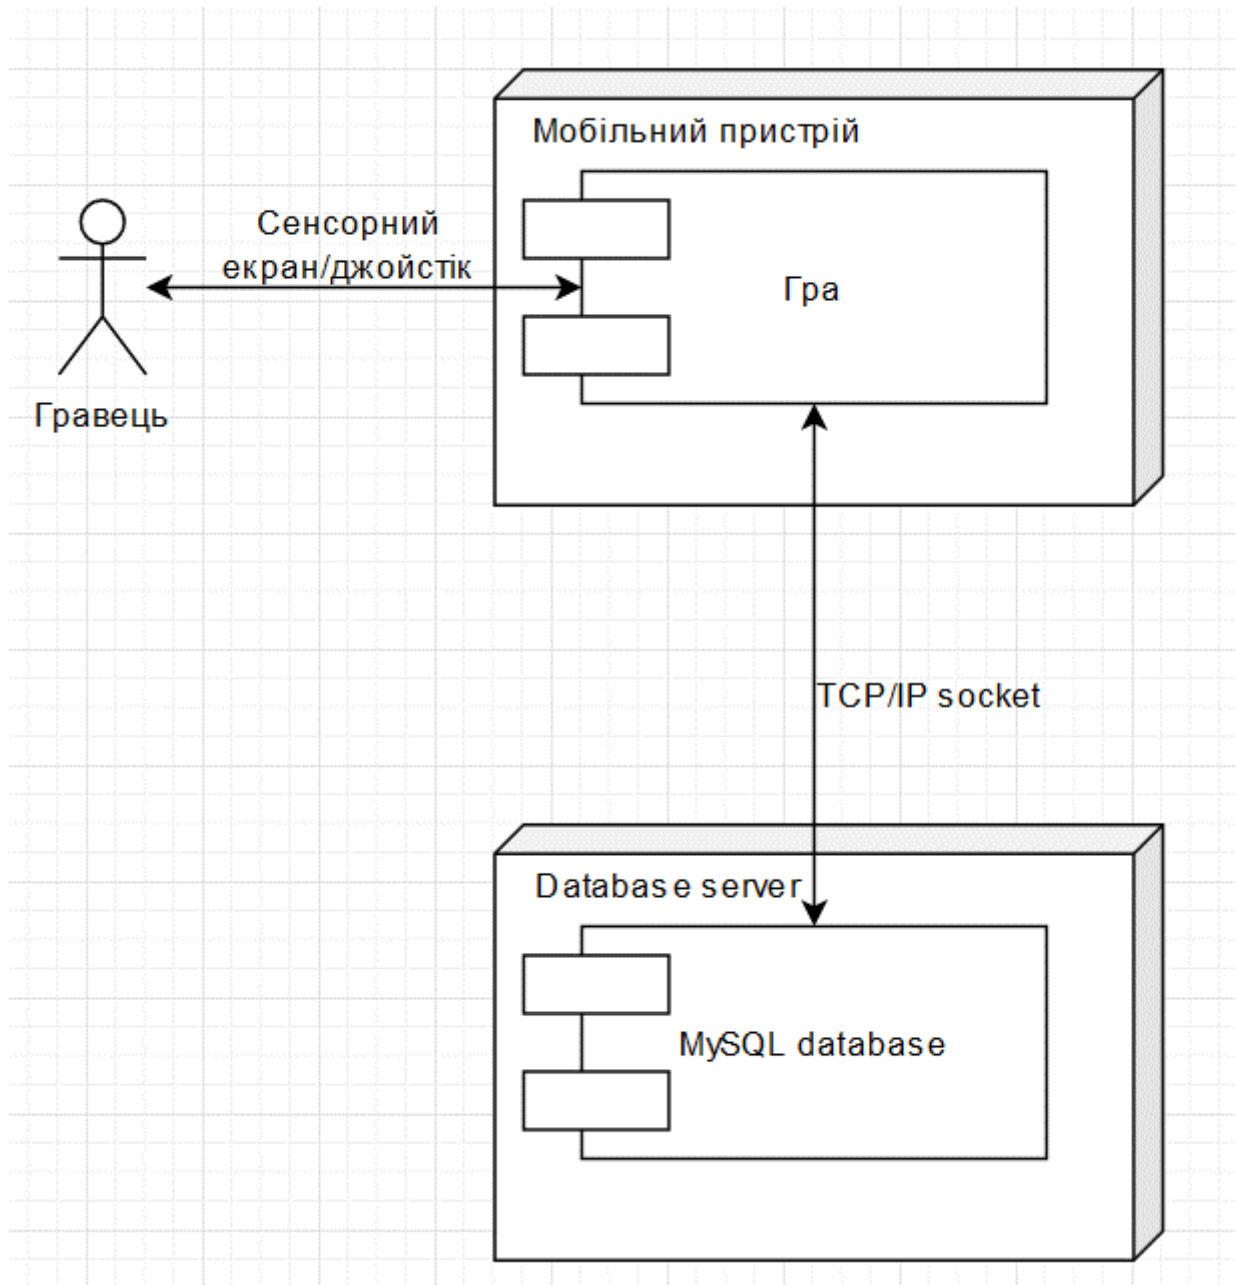 Мобільний пристрій
Сенсорний
екран/джойстік
Гра
Гравець
TCP/IP socket
Database server
MySQL database